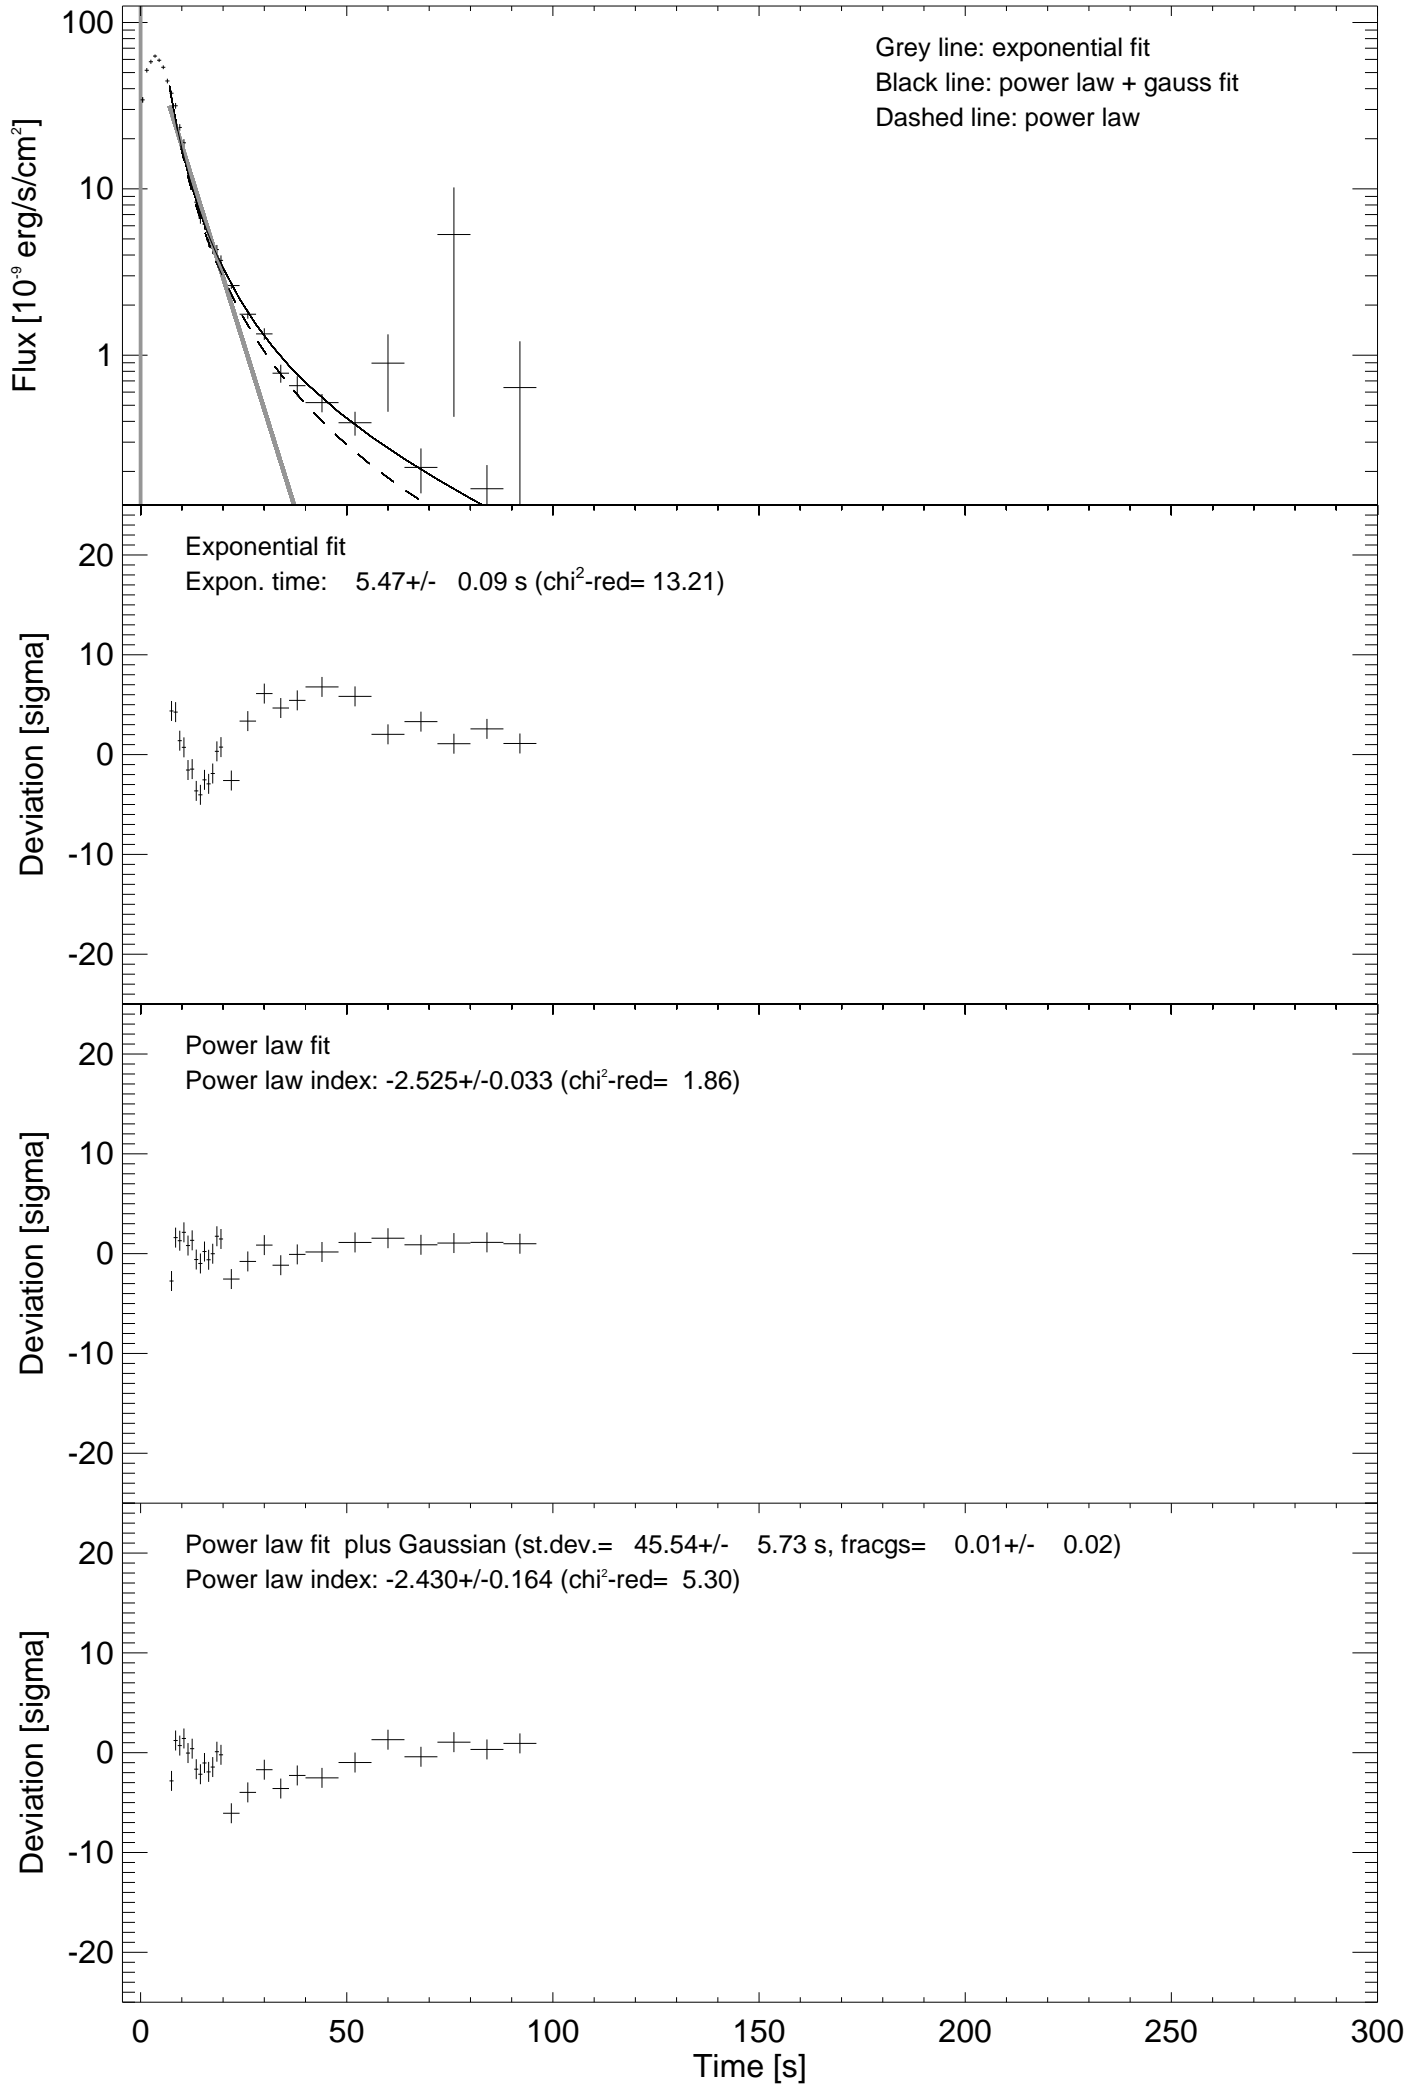 100
10
1
Flux [10⁻⁹ erg/s/cm²]
Grey line: exponential fit
Black line: power law + gauss fit
Dashed line: power law
20
10
0
-10
-20
Deviation [sigma]
Exponential fit
Expon. time: 5.47+/- 0.09 s (chi²-red= 13.21)
20
10
0
-10
-20
Deviation [sigma]
Power law fit
Power law index: -2.525+/-0.033 (chi²-red= 1.86)
20
10
0
-10
-20
Deviation [sigma]
Power law fit plus Gaussian (st.dev.= 45.54+/- 5.73 s, fracgs= 0.01+/- 0.02)
Power law index: -2.430+/-0.164 (chi²-red= 5.30)
0 50 100 150 200 250 300
Time [s]